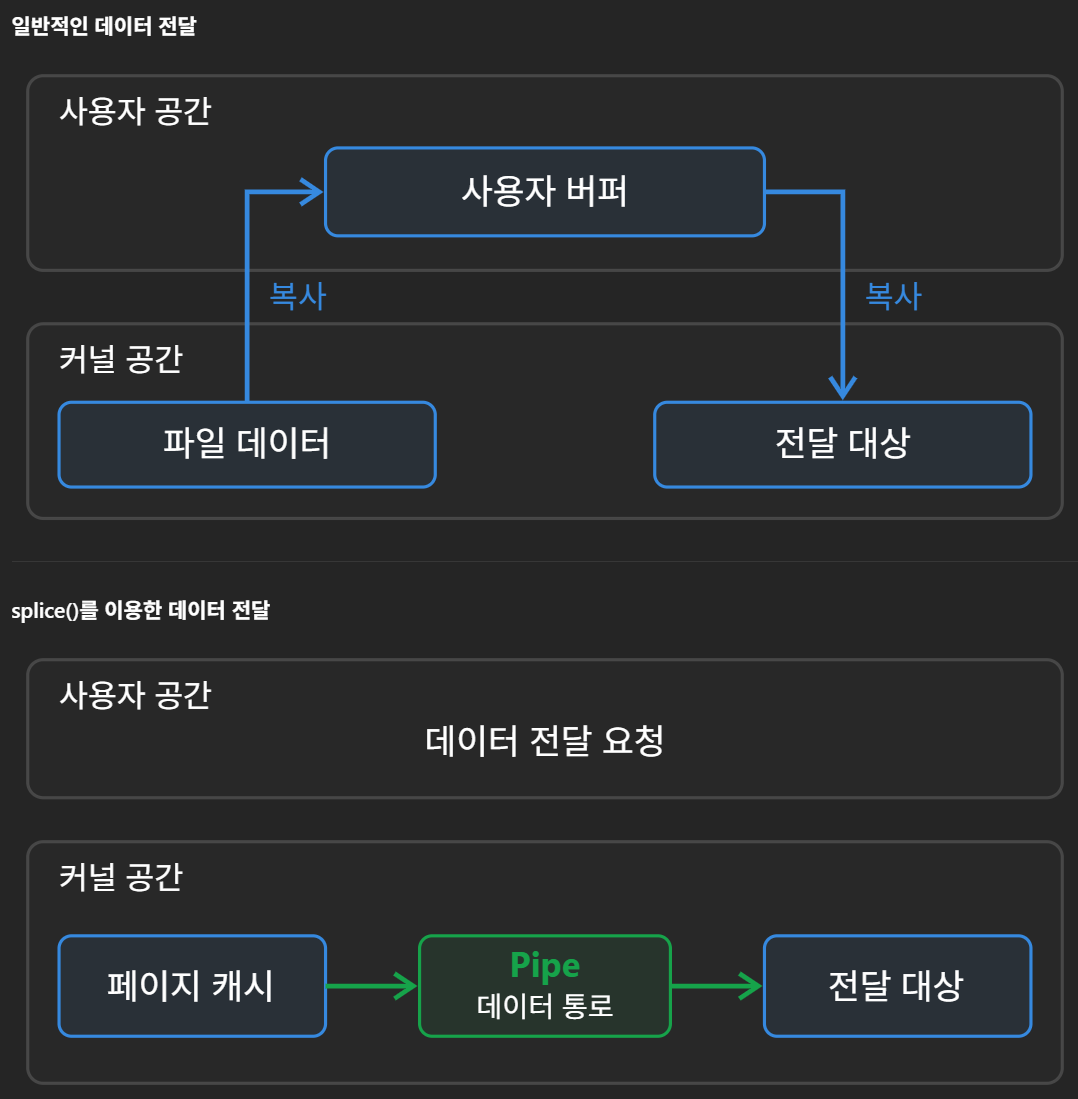 일반적인 데이터 전달
사용자 공간
사용자 버퍼
복사
복사
커널 공간
파일 데이터
전달 대상
splice()를 이용한 데이터 전달
사용자 공간
데이터 전달 요청
커널 공간
페이지 캐시
Pipe
데이터 통로
전달 대상